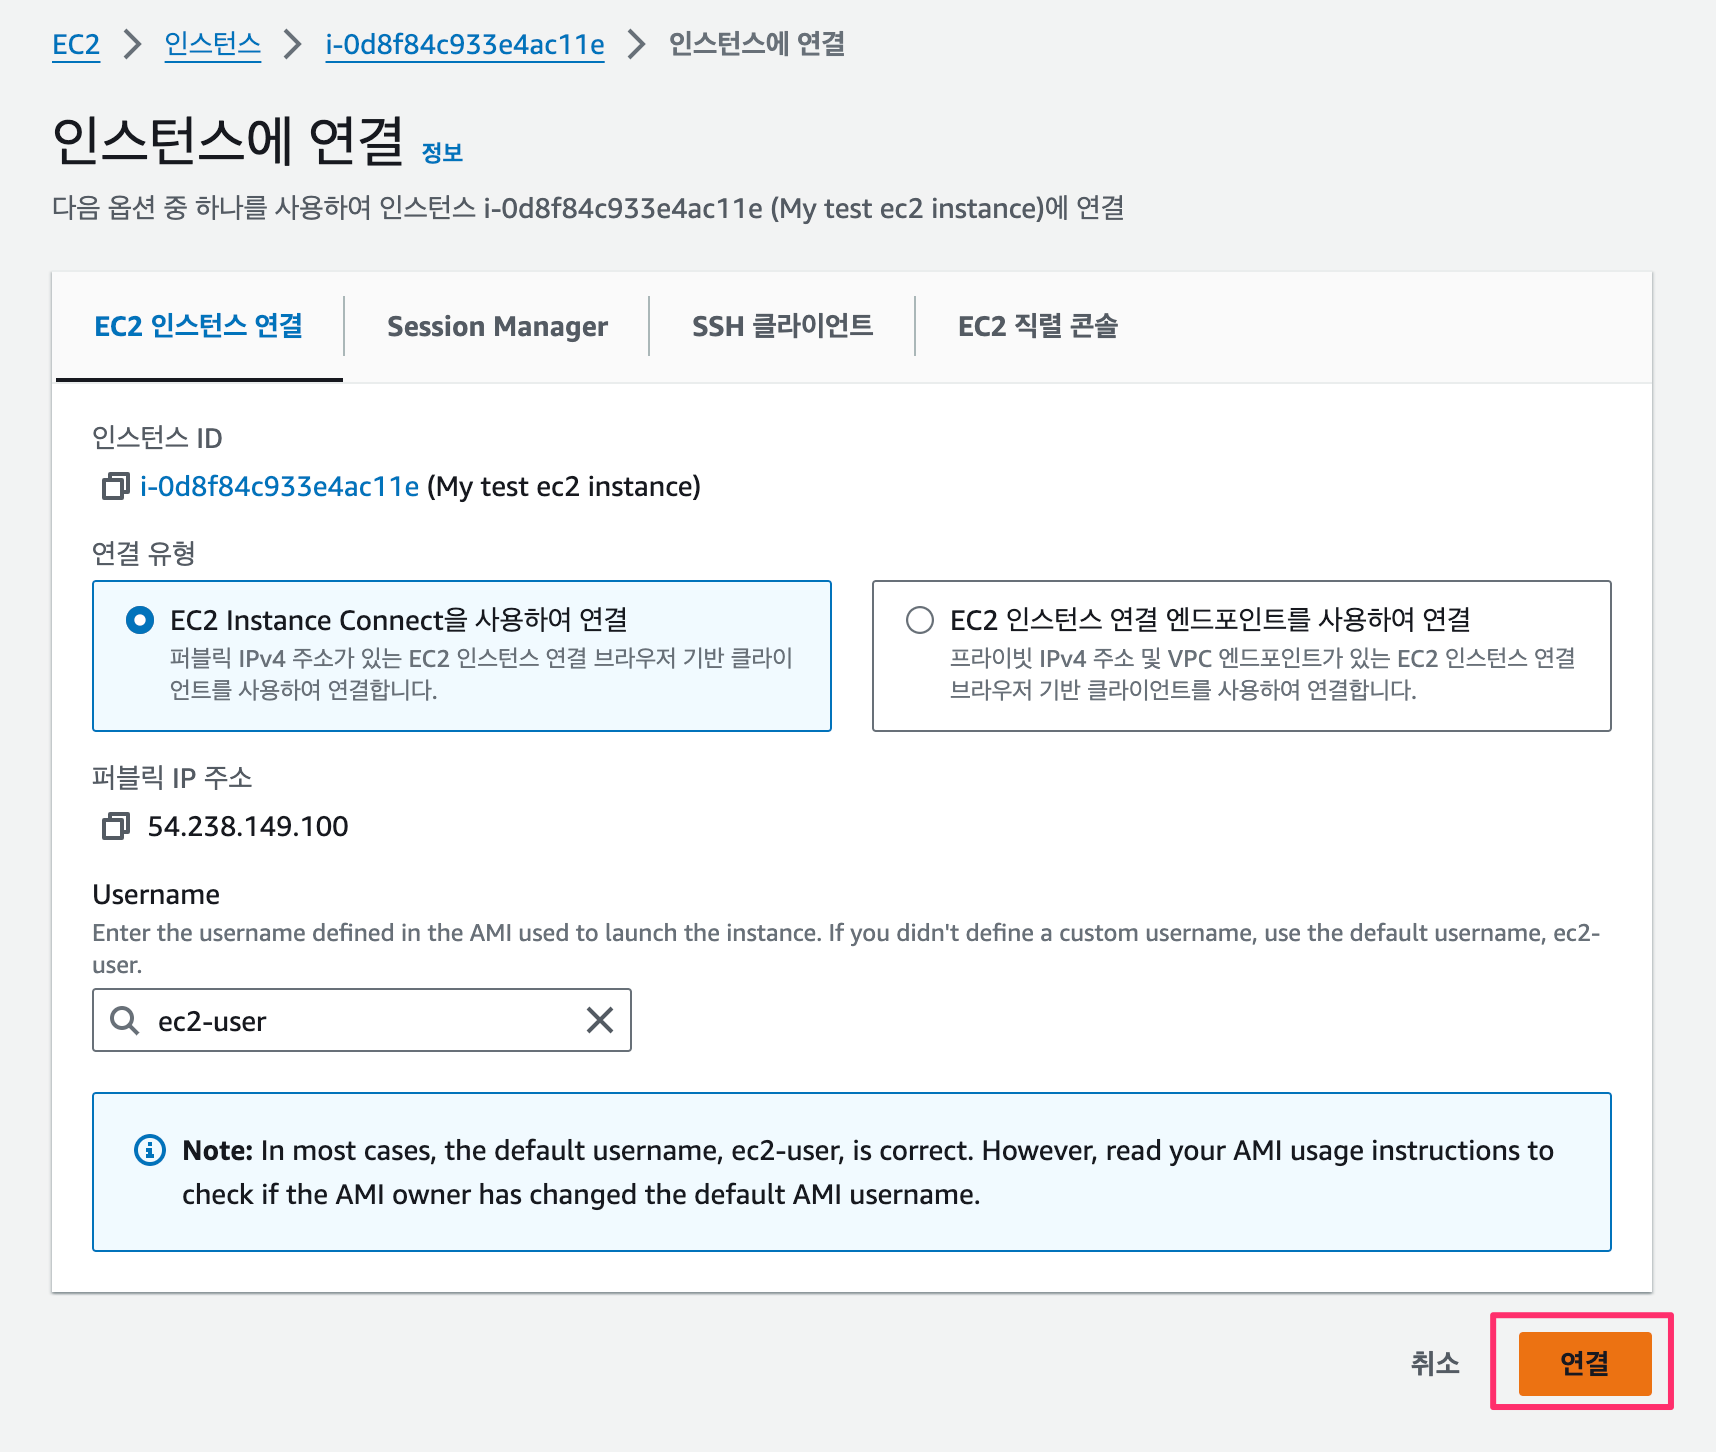 EC2 > 인스턴스 > i-0d8f84c933e4ac11e > 인스턴스에 연결
인스턴스에 연결 정보
다음 옵션 중 하나를 사용하여 인스턴스 i-0d8f84c933e4ac11e (My test ec2 instance)에 연결
EC2 인스턴스 연결 Session Manager SSH 클라이언트 EC2 직렬 콘솔
인스턴스 ID
i-0d8f84c933e4ac11e (My test ec2 instance)
연결 유형
EC2 Instance Connect을 사용하여 연결
퍼블릭 IPv4 주소가 있는 EC2 인스턴스 연결 브라우저 기반 클라이
언트를 사용하여 연결합니다.
EC2 인스턴스 연결 엔드포인트를 사용하여 연결
프라이빗 IPv4 주소 및 VPC 엔드포인트가 있는 EC2 인스턴스 연결
브라우저 기반 클라이언트를 사용하여 연결합니다.
퍼블릭 IP 주소
54.238.149.100
Username
Enter the username defined in the AMI used to launch the instance. If you didn't define a custom username, use the default username, ec2-
user.
ec2-user
Note: In most cases, the default username, ec2-user, is correct. However, read your AMI usage instructions to
check if the AMI owner has changed the default AMI username.
취소 연결